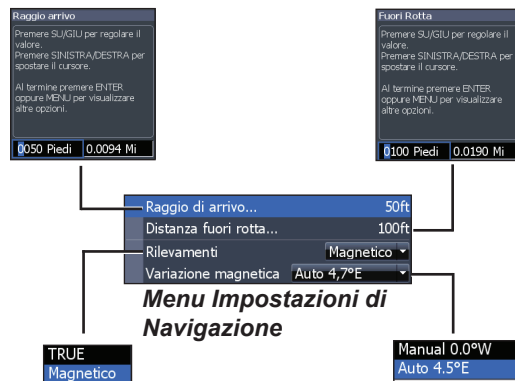 Raggio arrivo
Premere SU/GIU per regolare il
valore.
Premere SINISTRA/DESTRA per
spostare il cursore.
Al termine premere ENTER
oppure MENU per visualizzare
altre opzioni.
0050 Piedi 0.0094 Mi
Fuori Rotta
Premere SU/GIU per regolare il
valore.
Premere SINISTRA/DESTRA per
spostare il cursore.
Al termine premere ENTER
oppure MENU per visualizzare
altre opzioni.
0100 Piedi 0.0190 Mi
Raggio di arrivo... 50ft
Distanza fuori rotta... 100ft
Rilevamenti Magnetico
Variazione magnetica Auto 4,7°E
Menu Impostazioni di
Navigazione
TRUE
Magnetico
Manual 0.0°W
Auto 4.5°E